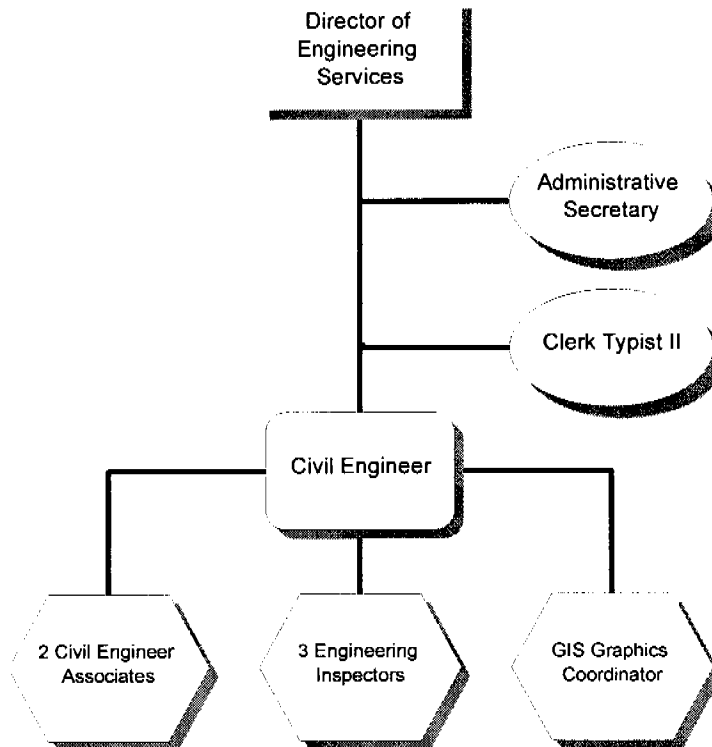 Director of
Engineering
Services
Administrative
Secretary
Clerk Typist II
Civil Engineer
2 Civil Engineer
Associates
3 Engineering
Inspectors
GIS Graphics
Coordinator